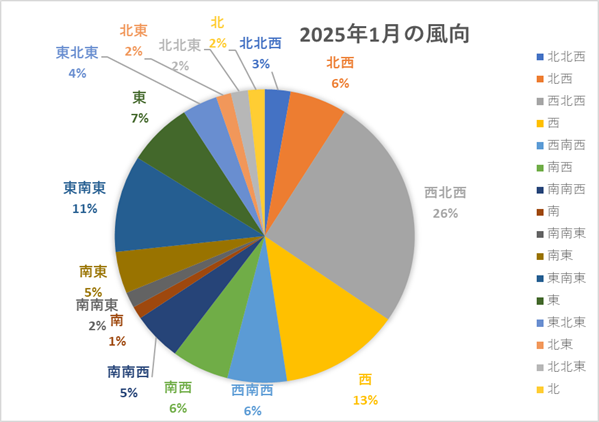 2025年1月の風向
北北西
3%
北西
6%
西北西
26%
西
13%
西南西
6%
南西
6%
南南西
5%
南
1%
南南東
2%
南東
5%
東南東
11%
東
7%
東北東
4%
北東
2%
北北東
2%
北
2%
北北西
北西
西北西
西
西南西
南西
南南西
南
南南東
南東
東南東
東
東北東
北東
北北東
北